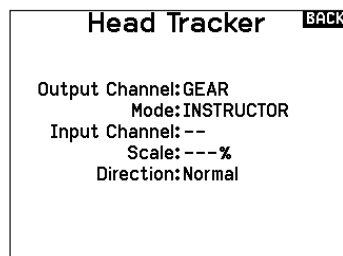 Head Tracker
BACK
Output Channel:GEAR
Mode:INSTRUCTOR
Input Channel:--
Scale:---%
Direction:Normal